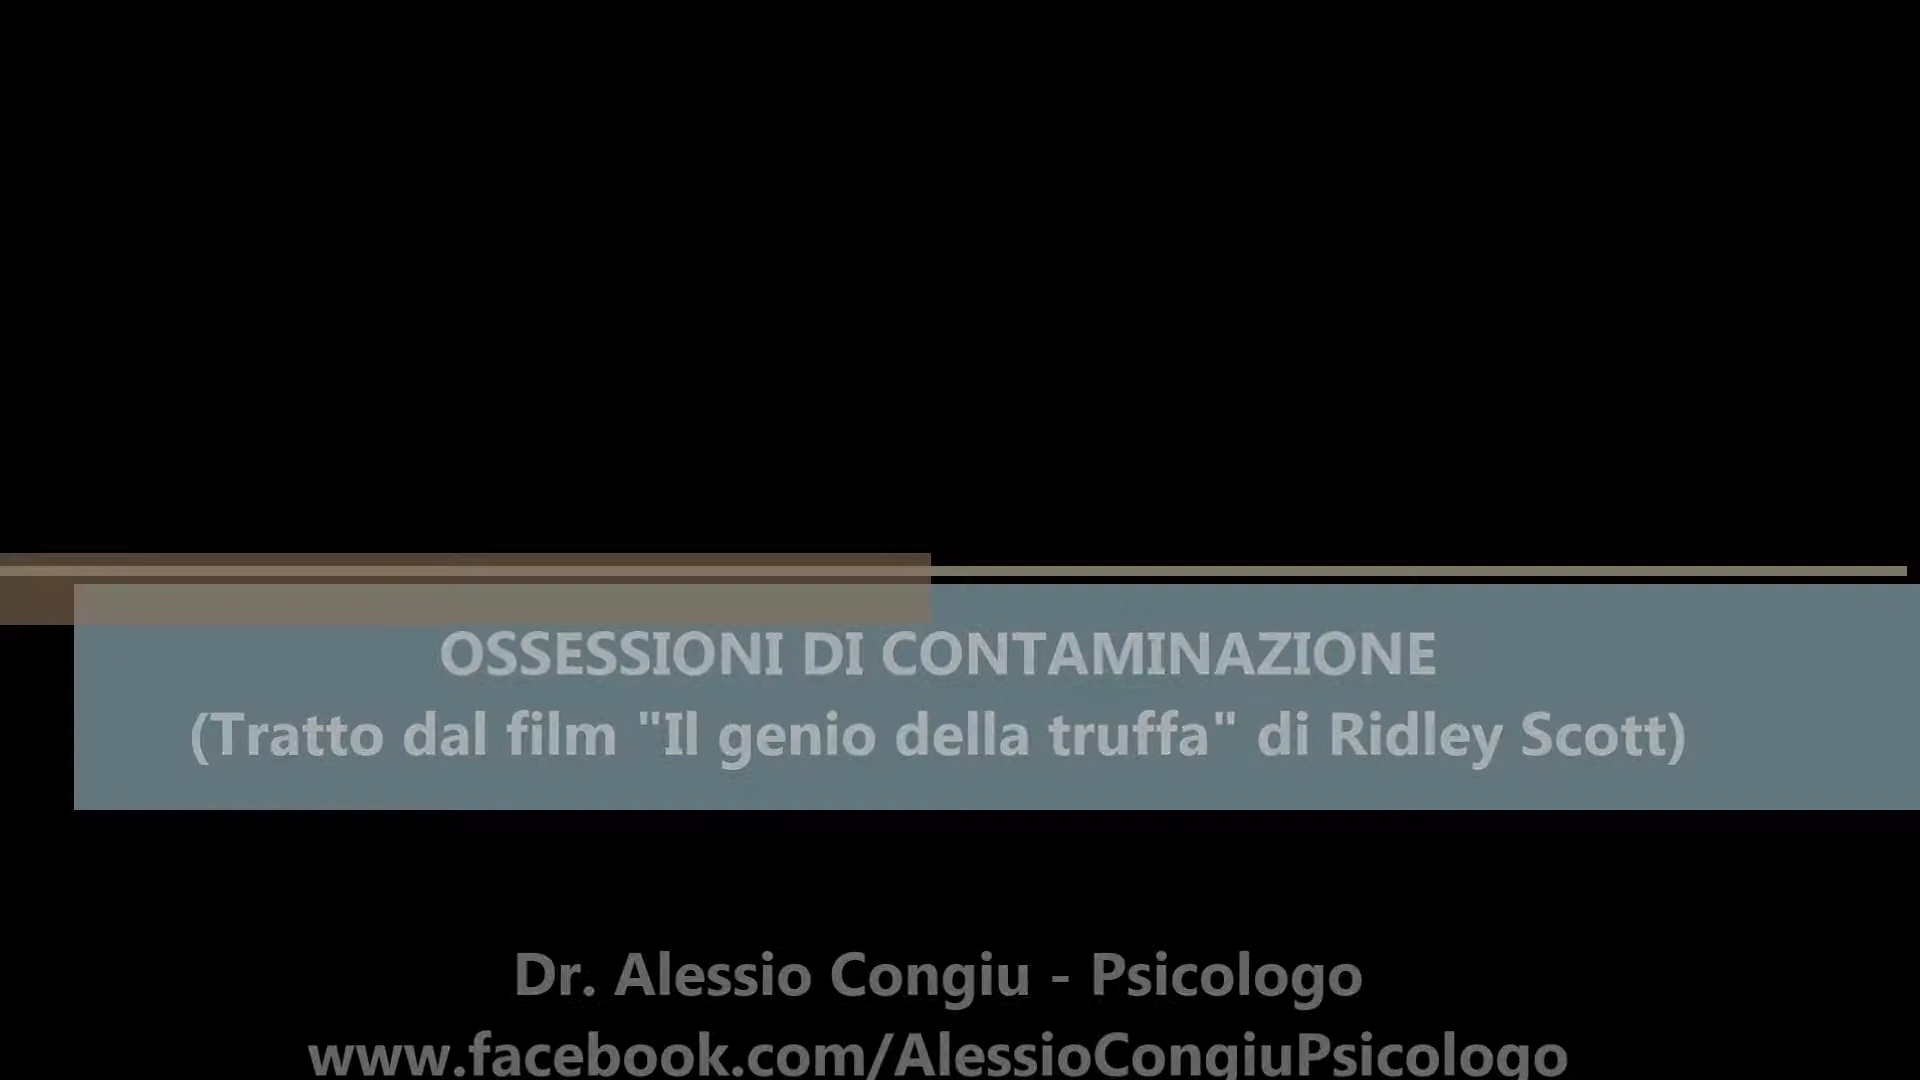 OSSESSIONI DI CONTAMINAZIONE
(Tratto dal film "Il genio della truffa" di Ridley Scott)
Dr. Alessio Congiu - Psicologo
www.facebook.com/AlessioCongiuPsicologo